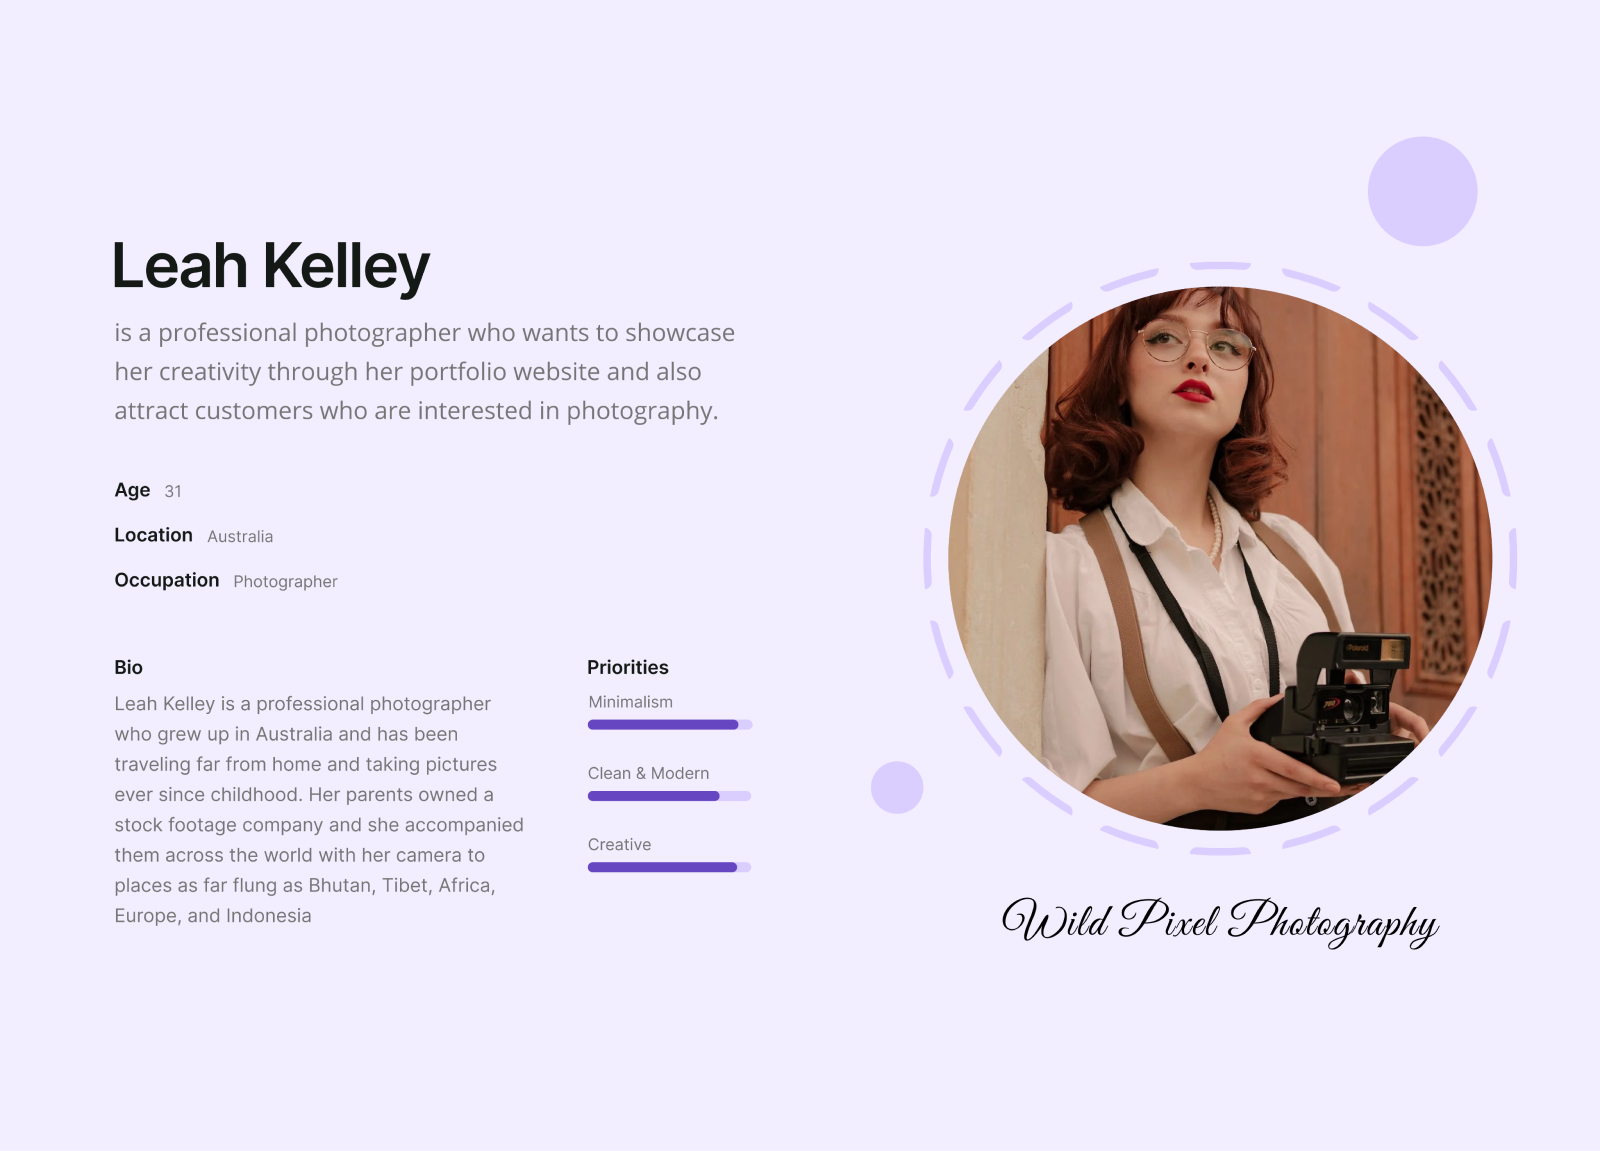 Leah Kelley
is a professional photographer who wants to showcase
her creativity through her portfolio website and also
attract customers who are interested in photography.
Age 31
Location Australia
Occupation Photographer
Bio
Leah Kelley is a professional photographer
who grew up in Australia and has been
traveling far from home and taking pictures
ever since childhood. Her parents owned a
stock footage company and she accompanied
them across the world with her camera to
places as far flung as Bhutan, Tibet, Africa,
Europe, and Indonesia
Priorities
Minimalism
Clean & Modern
Creative
Polaroid
Wild Pixel Photography